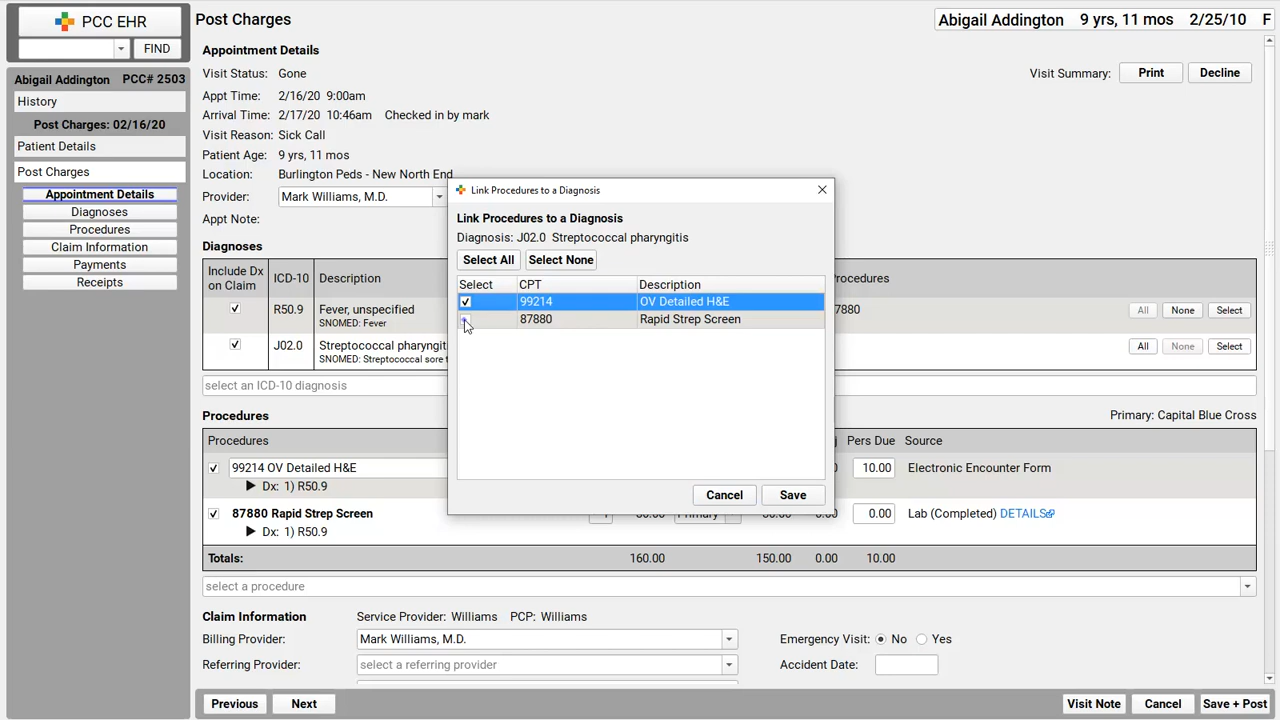 PCC EHR
FIND
Abigail Addington PCC# 2503
History
Post Charges: 02/16/20
Patient Details
Post Charges
Appointment Details
Diagnoses
Procedures
Claim Information
Payments
Receipts
Post Charges
Abigail Addington 9 yrs, 11 mos 2/25/10 F
Appointment Details
Visit Status: Gone
Visit Summary: Print Decline
Appt Time: 2/16/20 9:00am
Arrival Time: 2/17/20 10:46am Checked in by mark
Visit Reason: Sick Call
Patient Age: 9 yrs, 11 mos
Location: Burlington Peds - New North End
Provider: Mark Williams, M.D.
Appt Note:
Diagnoses
Include Dx on Claim ICD-10 Description
R50.9 Fever, unspecified
SNOMED: Fever
87880 All None Select
J02.0 Streptococcal pharyngit
SNOMED: Streptococcal sore
All None Select
select an ICD-10 diagnosis
Link Procedures to a Diagnosis
Link Procedures to a Diagnosis
Diagnosis: J02.0 Streptococcal pharyngitis
Select All Select None
Select CPT Description
99214 OV Detailed H&E
87880 Rapid Strep Screen
Cancel Save
Procedures
Primary: Capital Blue Cross
Procedures Pers Due Source
99214 OV Detailed H&E 10.00 Electronic Encounter Form
Dx: 1) R50.9
87880 Rapid Strep Screen 0.00 Lab (Completed) DETAILS
Dx: 1) R50.9
Totals: 160.00 150.00 0.00 10.00
select a procedure
Claim Information Service Provider: Williams PCP: Williams
Billing Provider: Mark Williams, M.D. Emergency Visit: No Yes
Referring Provider: select a referring provider Accident Date:
Previous Next Visit Note Cancel Save + Post